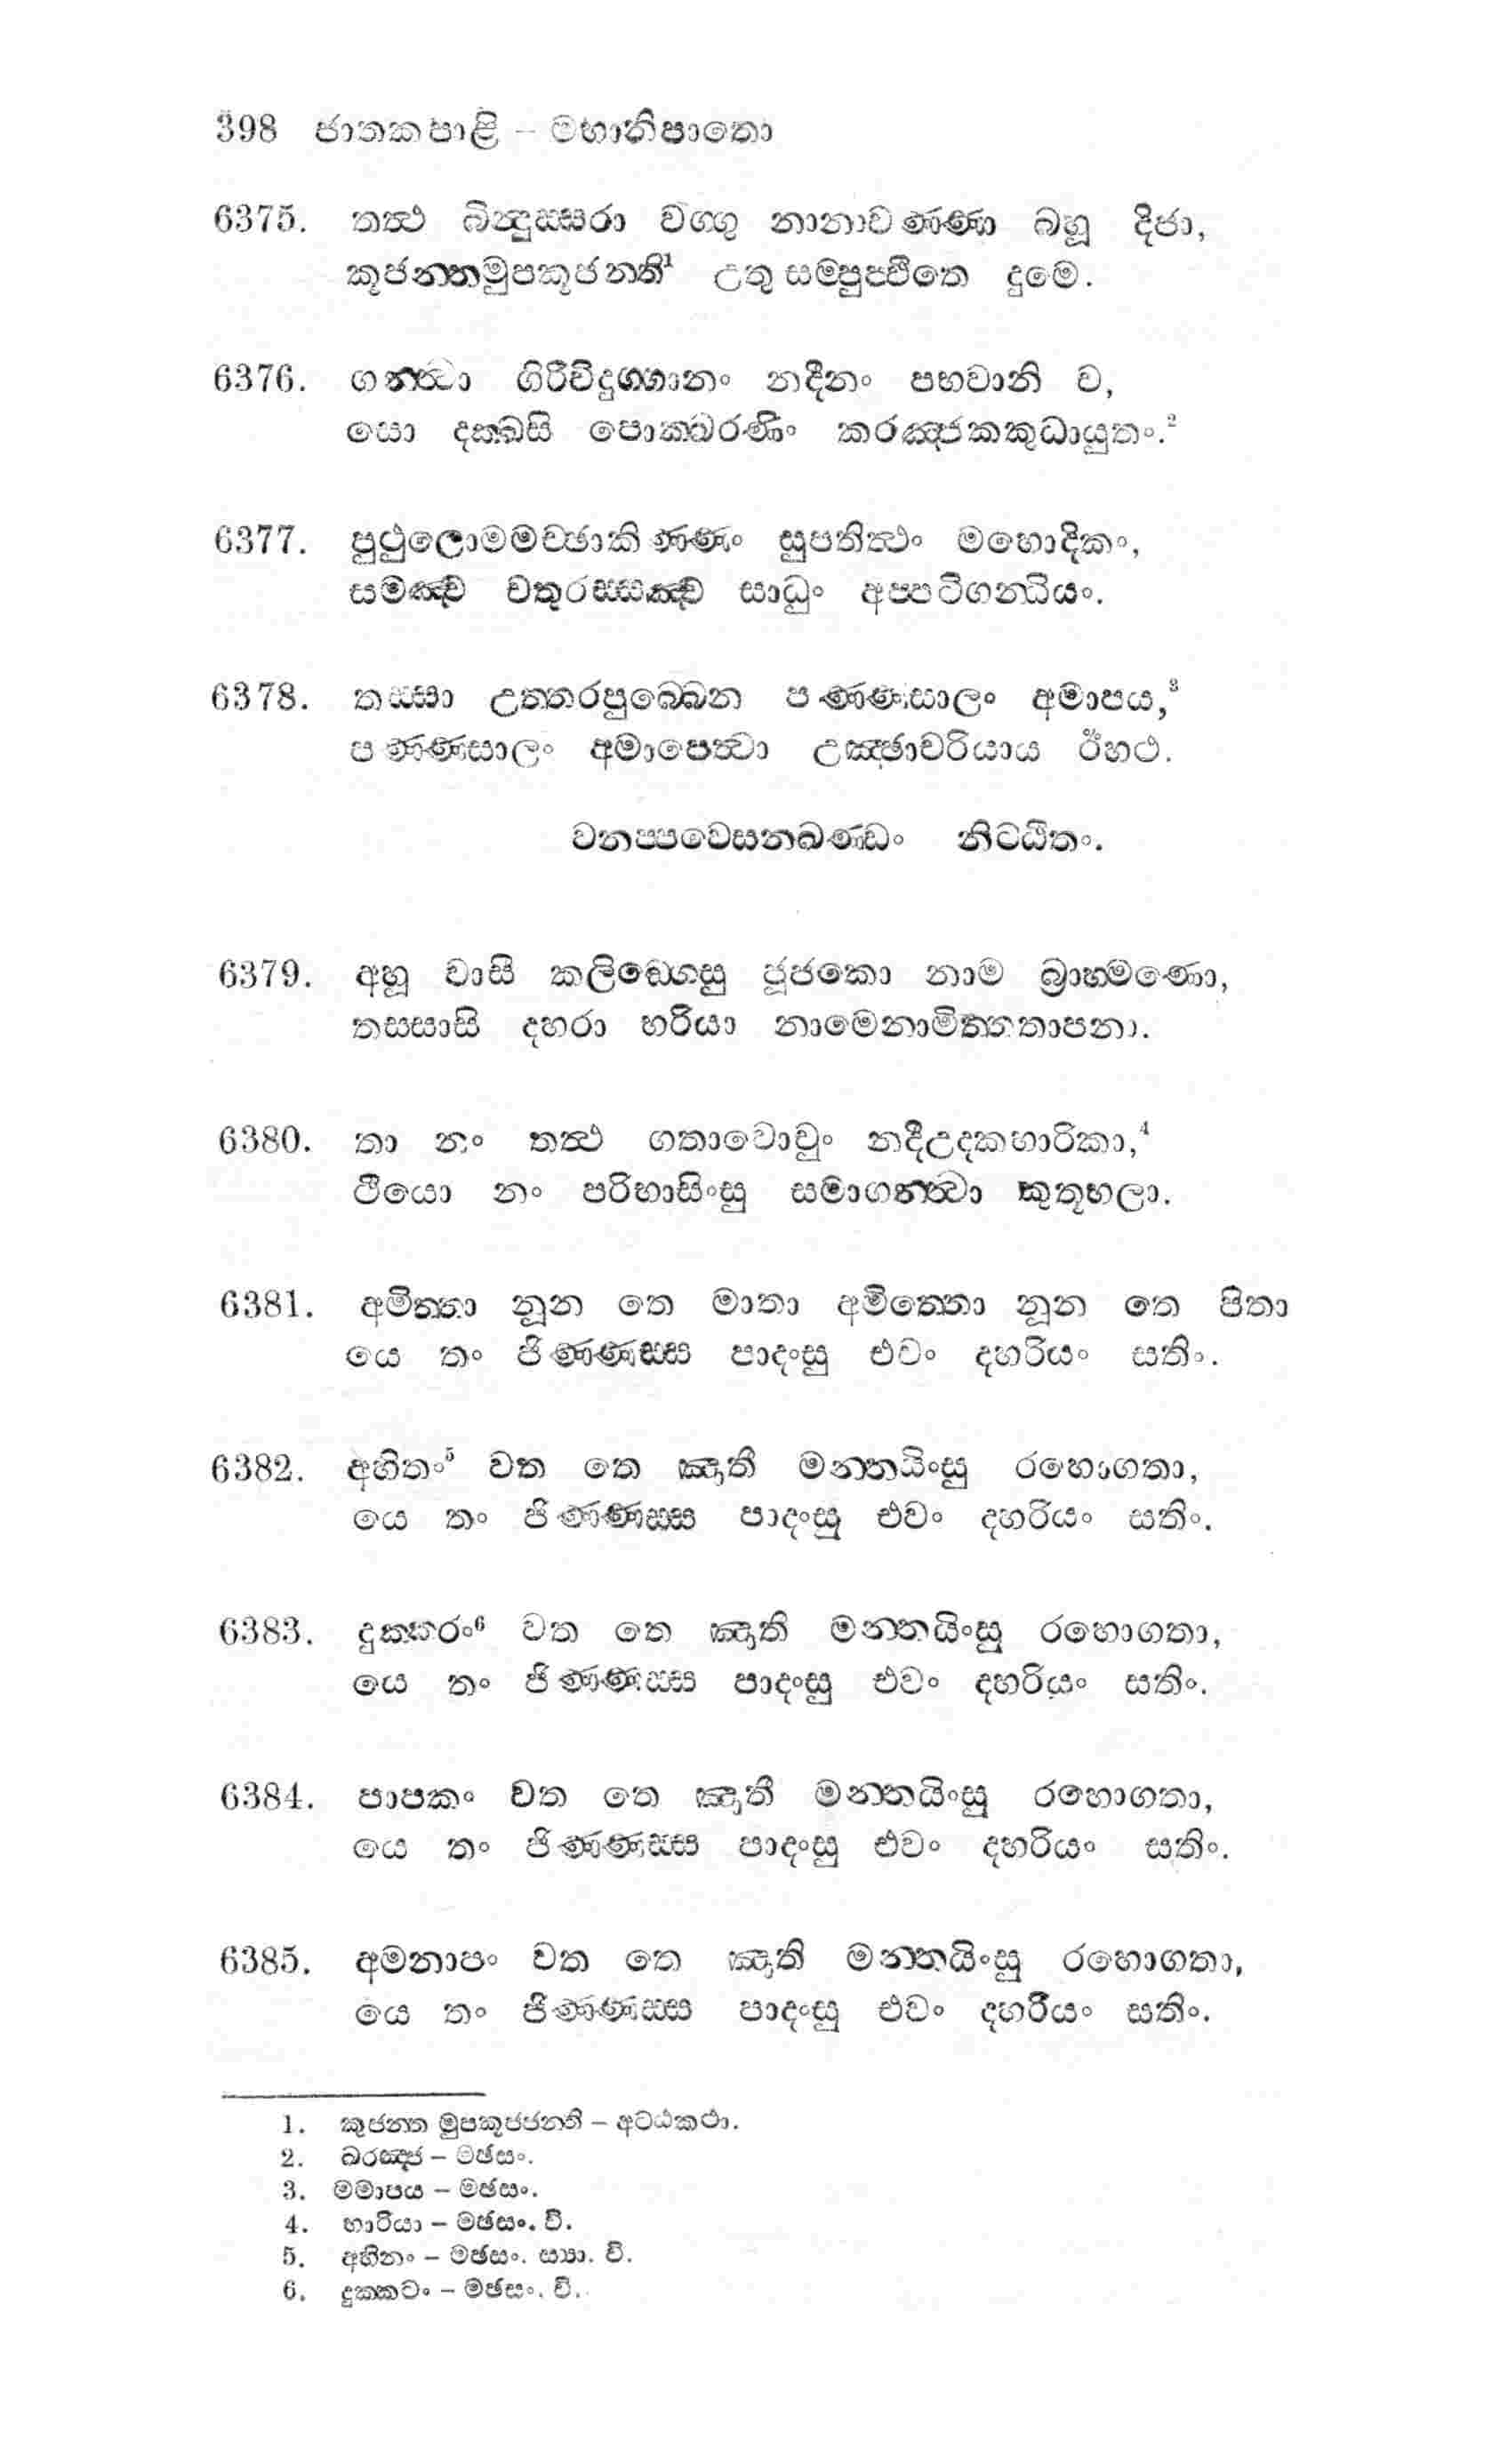 398 ජාතකපාළි – මහානිපාතො
6375. තත්‍ථ බින්‍දුස‍්සරා වග‍්ගු නානාවණ‍්ණා බහූ දිජා,
කූජන‍්තමුපකූජන‍්ති¹ උතු සම‍්පුප‍්ඵිතෙ දුමෙ.
6376. ගන‍්ත්‍වා ගිරිවිදුග‍්ගානං නදීනං පභවානි ච,
සො දක‍්ඛසි පොක‍්ඛරණිං කරඤ‍්ජකකුධායුතං.²
6377. පුථුලොමමච‍්ඡාකිණ‍්ණං සුපතිත්‍ථං මහොදිකං,
සමඤ‍්ච චතුරස‍්සඤ‍්ච සාධුං අප‍්පටිගන්‍ධියං.
6378. තස‍්සා උත‍්තරපුබ‍්බෙන පණ‍්ණසාලං අමාපය,³
පණ‍්ණසාලං අමාපෙත්‍වා උඤ‍්ඡාචරියාය ඊහථ.
වනප‍්පවෙසනඛණ‍්ඩං නිට‍්ඨිතං.
6379. අහූ වාසී කලිඞ‍්ගෙසු ජූජකො නාම බ්‍රාහ‍්මණො,
තස‍්සාසි දහරා භරියා නාමෙනාමිත‍්තතාපනා.
6380. තා නං තත්‍ථ ගතාවොචුං නදීඋදකහාරිකා,⁴
ථියො නං පරිභාසිංසු සමාගන‍්ත්‍වා කුතූහලා.
6381. අමිත‍්තා නූන තෙ මාතා අමිත‍්තො නූන තෙ පිතා
යෙ තං ජිණ‍්ණස‍්ස පාදංසු එවං දහරියං සතිං.
6382. අහිතං⁵ වත තෙ ඤාතී මන‍්තයිංසු රහොගතා,
යෙ තං ජිණ‍්ණස‍්ස පාදංසු එවං දහරියං සතිං.
6383. දුක‍්කරං⁶ වත තෙ ඤාති මන‍්තයිංසු රහොගතා,
යෙ තං ජිණ‍්ණස‍්ස පාදංසු එවං දහරියං සතිං.
6384. පාපකං වත තෙ ඤාතී මන‍්තයිංසු රහොගතා,
යෙ තං ජිණ‍්ණස‍්ස පාදංසු එවං දහරියං සතිං.
6385. අමනාපං වත තෙ ඤාති මන‍්තයිංසු රහොගතා,
යෙ තං ජිණ‍්ණස‍්ස පාදංසු එවං දහරියං සතිං.
1. කුජන‍්ත මුපකූජජනති – අට‍්ඨකථා.
2. ඛරඤ‍්ජ – මඡසං.
3. මමාපය – මඡසං.
4. භාරියා – මඡසං. වි.
5. අහිනං – මඡසං. ස්‍යා. වි.
6. දුක‍්කටං – මඡසං. වි.